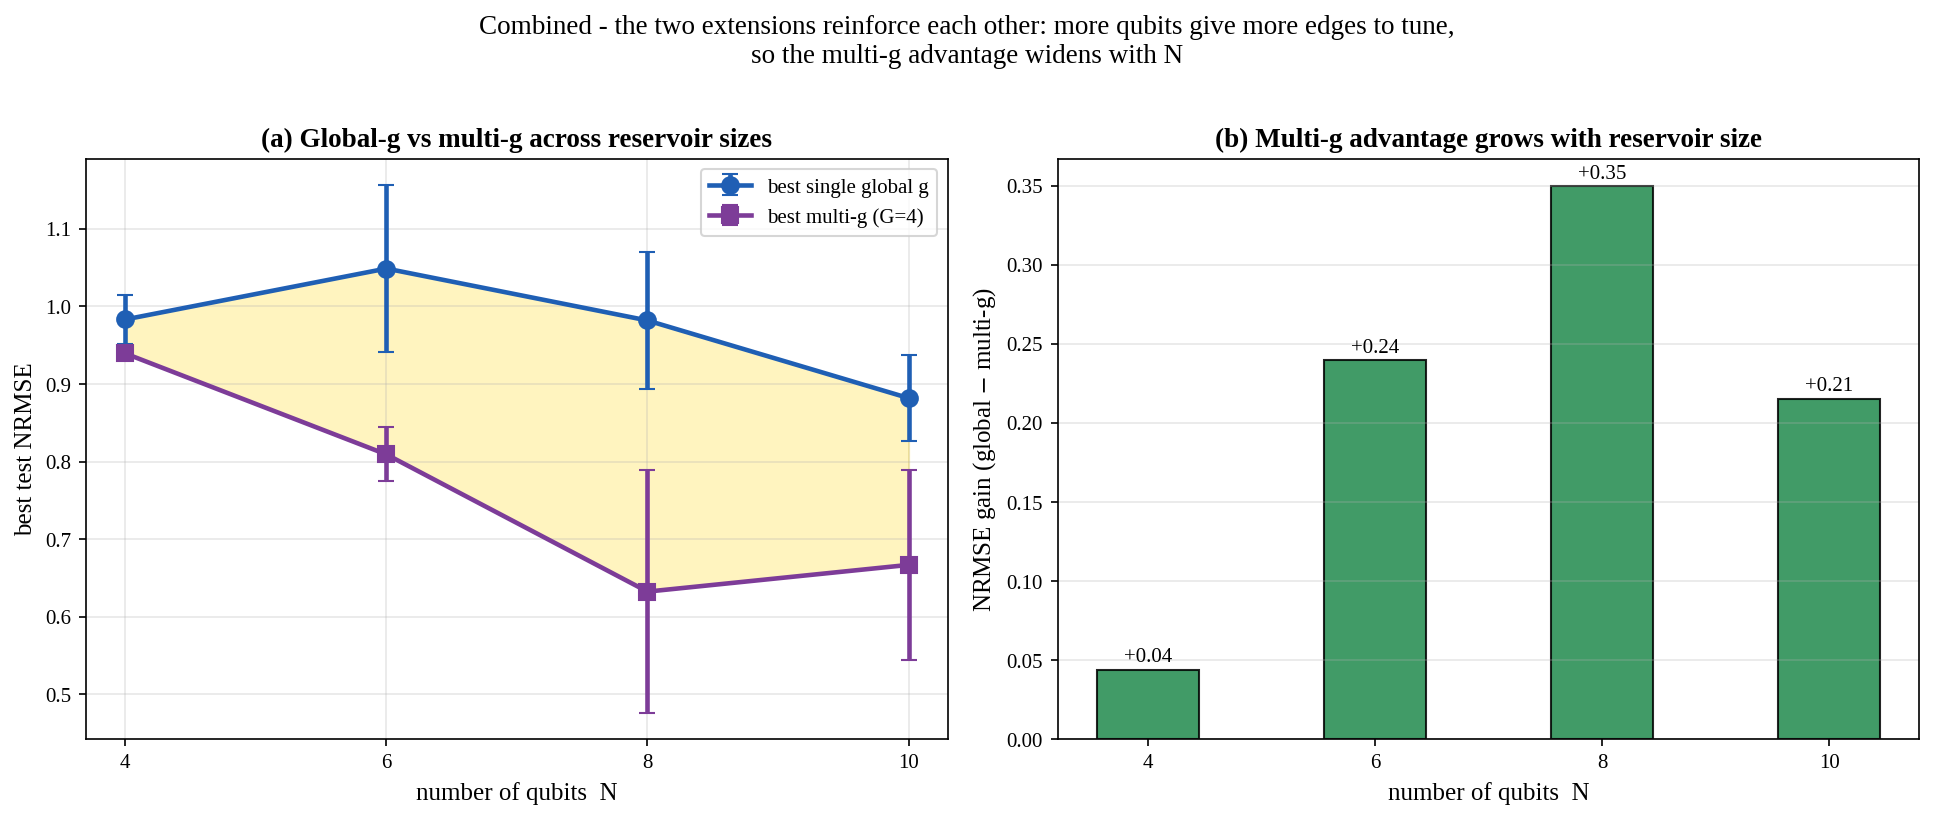 Combined - the two extensions reinforce each other: more qubits give more edges to tune,
so the multi-g advantage widens with N
(a) Global-g vs multi-g across reservoir sizes
best single global g
best multi-g (G=4)
best test NRMSE
1.1
1.0
0.9
0.8
0.7
0.6
0.5
4
6
8
10
number of qubits N
(b) Multi-g advantage grows with reservoir size
NRMSE gain (global − multi-g)
0.35
0.30
0.25
0.20
0.15
0.10
0.05
0.00
+0.04
+0.24
+0.35
+0.21
4
6
8
10
number of qubits N